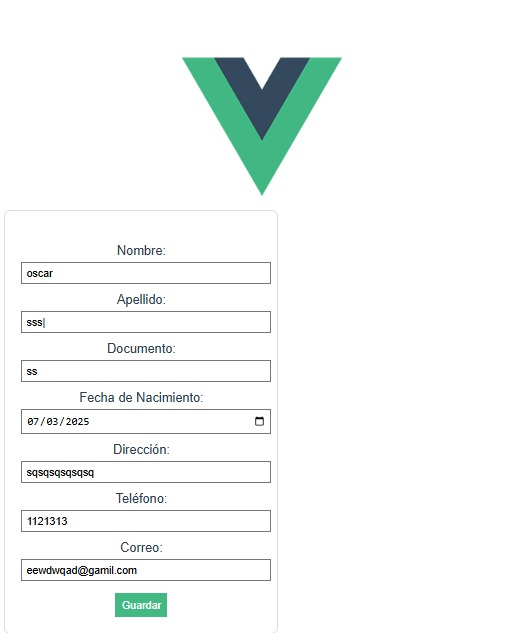 Nombre:
oscar
Apellido:
sss
Documento:
ss
Fecha de Nacimiento:
07/03/2025
Dirección:
sqsqsqsqsqsq
Teléfono:
1121313
Correo:
eewdwqad@gamil.com
Guardar